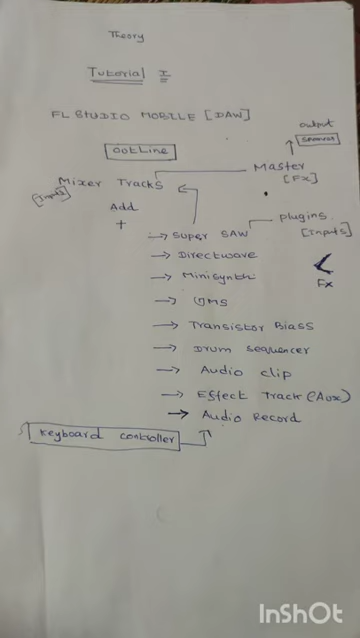 Theory
Tutorial I
FL STUDIO MOBILE [DAW]
output
OutLine
Master
[Fx]
Mixer Tracks
[Inputs]
Add
+
plugins
[Inputs]
→ Super SAW
→ Directwave
→ Minisynth
Fx
→ GMS
→ Transistor Biass
→ Drum sequencer
→ Audio clip
→ Effect Track (Aux)
→ Audio Record
Keyboard controller
InShOt